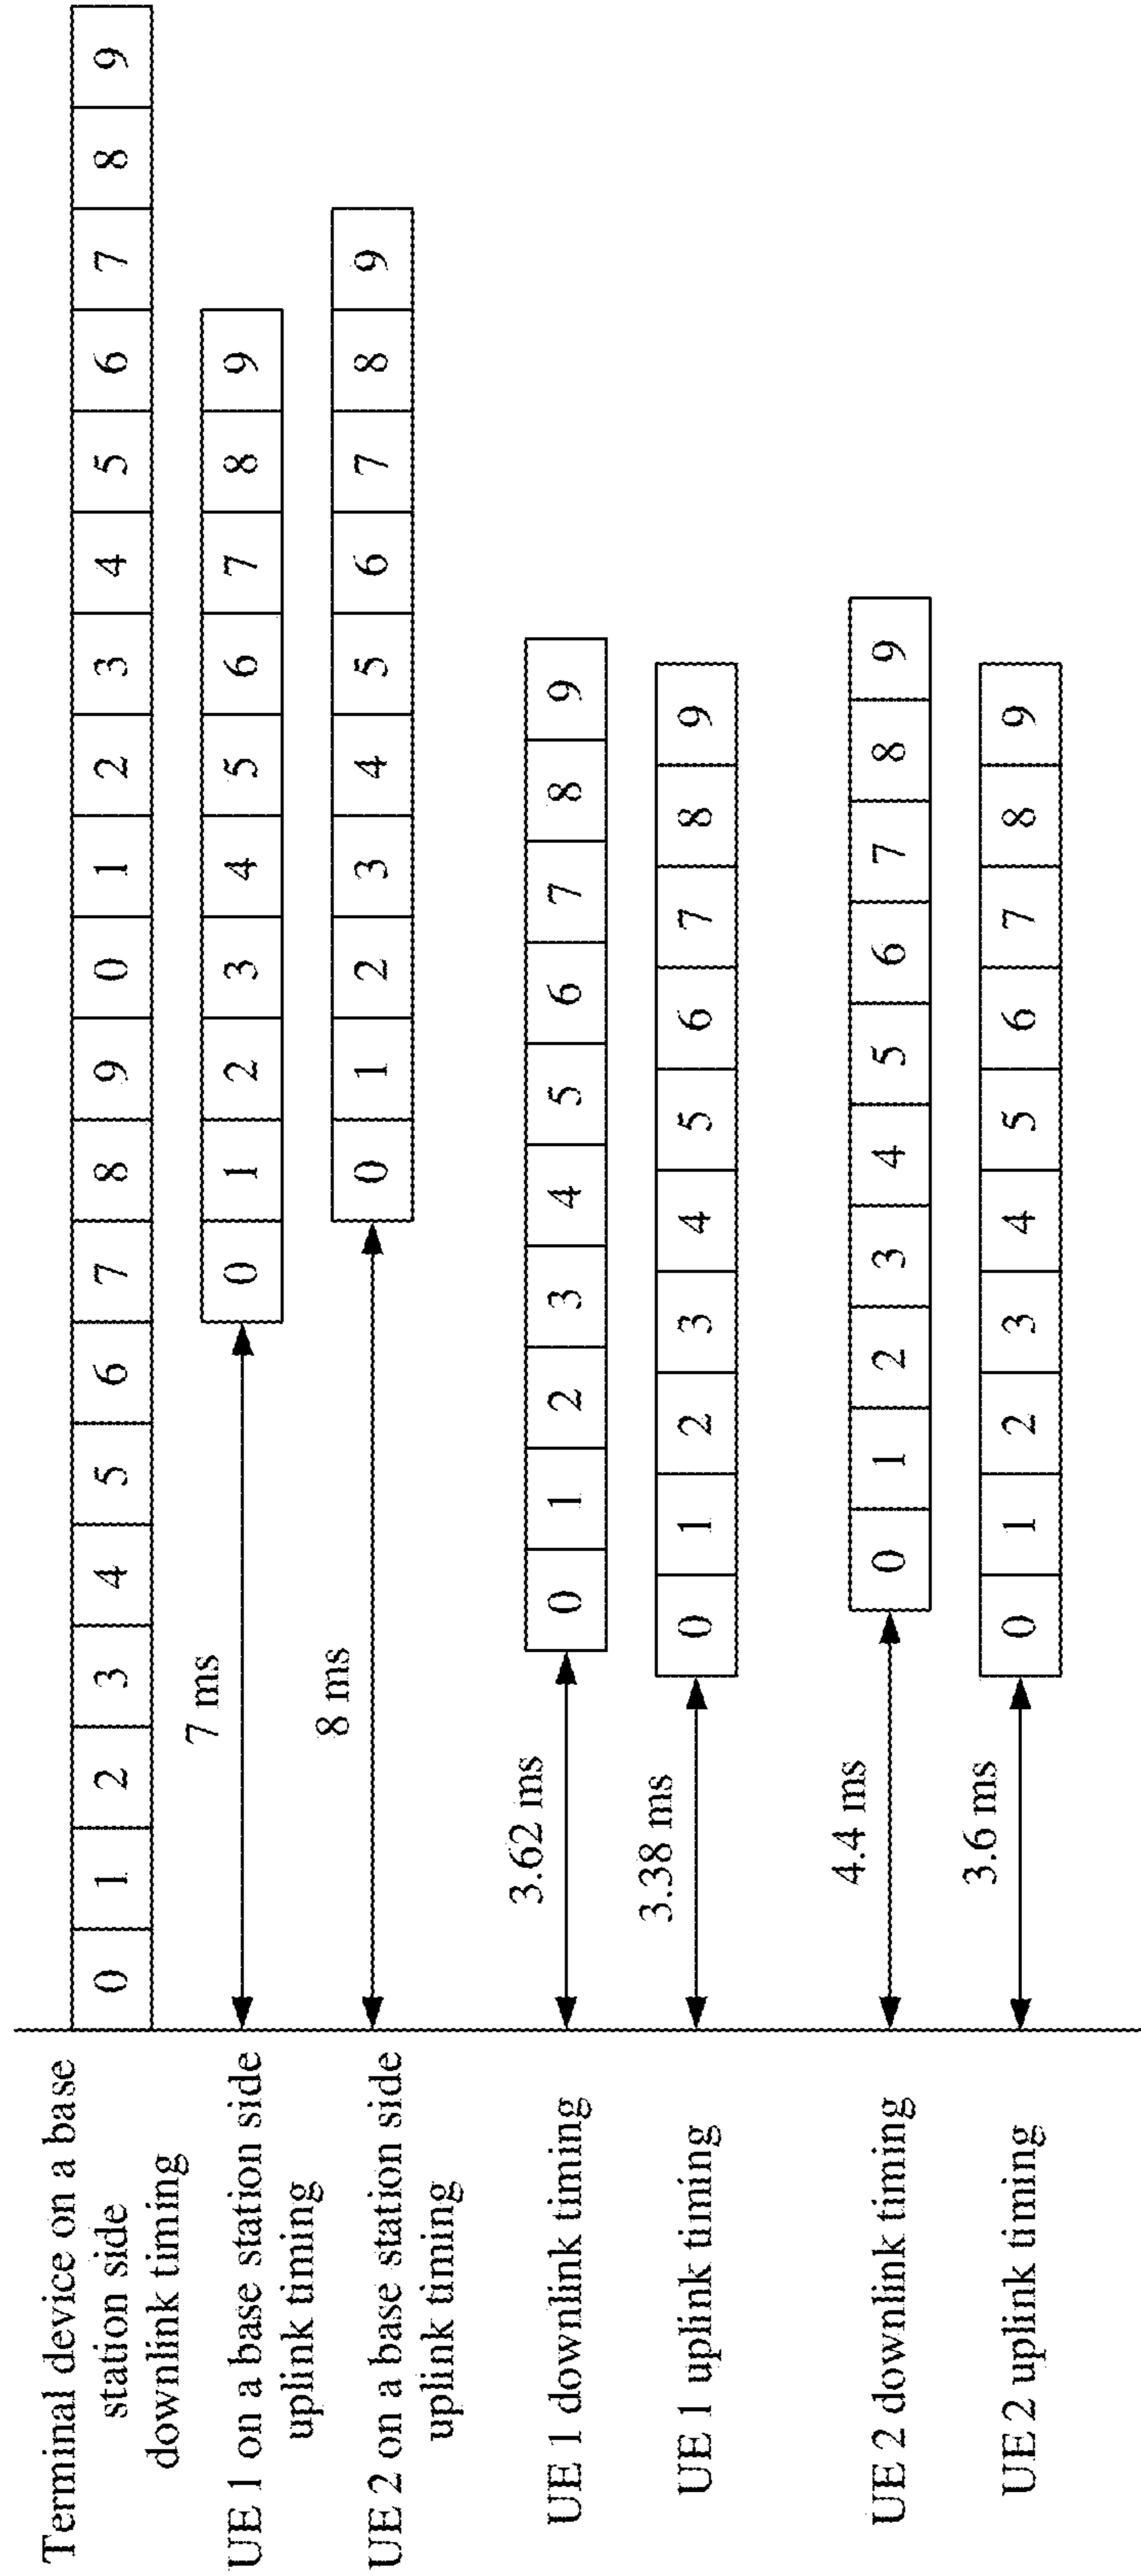 Terminal device on a base
station side
downlink timing
0 1 2 3 4 5 6 7 8 9 0 1 2 3 4 5 6 7 8 9
UE 1 on a base station side
uplink timing
7 ms
0 1 2 3 4 5 6 7 8 9
UE 2 on a base station side
uplink timing
8 ms
0 1 2 3 4 5 6 7 8 9
UE 1 downlink timing
3.62 ms
0 1 2 3 4 5 6 7 8 9
UE 1 uplink timing
3.38 ms
0 1 2 3 4 5 6 7 8 9
UE 2 downlink timing
4.4 ms
0 1 2 3 4 5 6 7 8 9
UE 2 uplink timing
3.6 ms
0 1 2 3 4 5 6 7 8 9